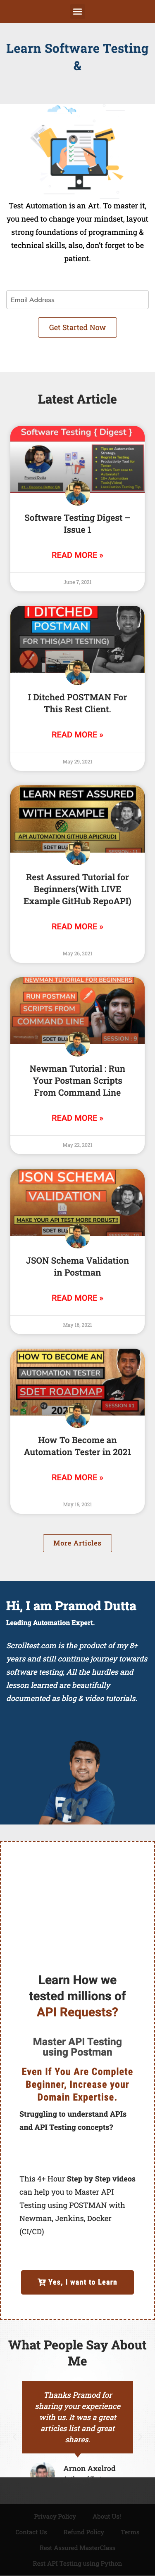 Learn Software Testing
&
Test Automation is an Art. To master it,
you need to change your mindset, layout
strong foundations of programming &
technical skills, also, don't forget to be
patient.
Email Address
Get Started Now
Latest Article
Software Testing { Digest }
Software Testing Digest –
Issue 1
READ MORE »
June 7, 2021
I DITCHED
POSTMAN
FOR THIS(API TESTING)
I Ditched POSTMAN For
This Rest Client.
READ MORE »
May 29, 2021
LEARN REST ASSURED
WITH EXAMPLE
API AUTOMATION GITHUB API(CRUD)
Rest Assured Tutorial for
Beginners(With LIVE
Example GitHub RepoAPI)
READ MORE »
May 26, 2021
NEWMAN TUTORIAL FOR BEGINNERS
RUN POSTMAN
SCRIPTS FROM
COMMAND LINE
Newman Tutorial : Run
Your Postman Scripts
From Command Line
READ MORE »
May 22, 2021
JSON SCHEMA
VALIDATION
MAKE YOUR API TEST MORE ROBUST!!
JSON Schema Validation
in Postman
READ MORE »
May 16, 2021
HOW TO BECOME AN
AUTOMATION TESTER
SDET ROADMAP
SESSION #1
How To Become an
Automation Tester in 2021
READ MORE »
May 15, 2021
More Articles
Hi, I am Pramod Dutta
Leading Automation Expert.
Scrolltest.com is the product of my 8+
years and still continue journey towards
software testing, All the hurdles and
lesson learned are beautifully
documented as blog & video tutorials.
Learn How we
tested millions of
API Requests?
Master API Testing
using Postman
Even If You Are Complete
Beginner, Increase your
Domain Expertise.
Struggling to understand APIs
and API Testing concepts?
This 4+ Hour Step by Step videos
can help you to Master API
Testing using POSTMAN with
Newman, Jenkins, Docker
(CI/CD)
Yes, I want to Learn
What People Say About
Me
Thanks Pramod for
sharing your experience
with us. It was a great
articles list and great
shares.
Arnon Axelrod
Privacy Policy
About Us!
Contact Us
Refund Policy
Terms
Rest Assured MasterClass
Rest API Testing using Python